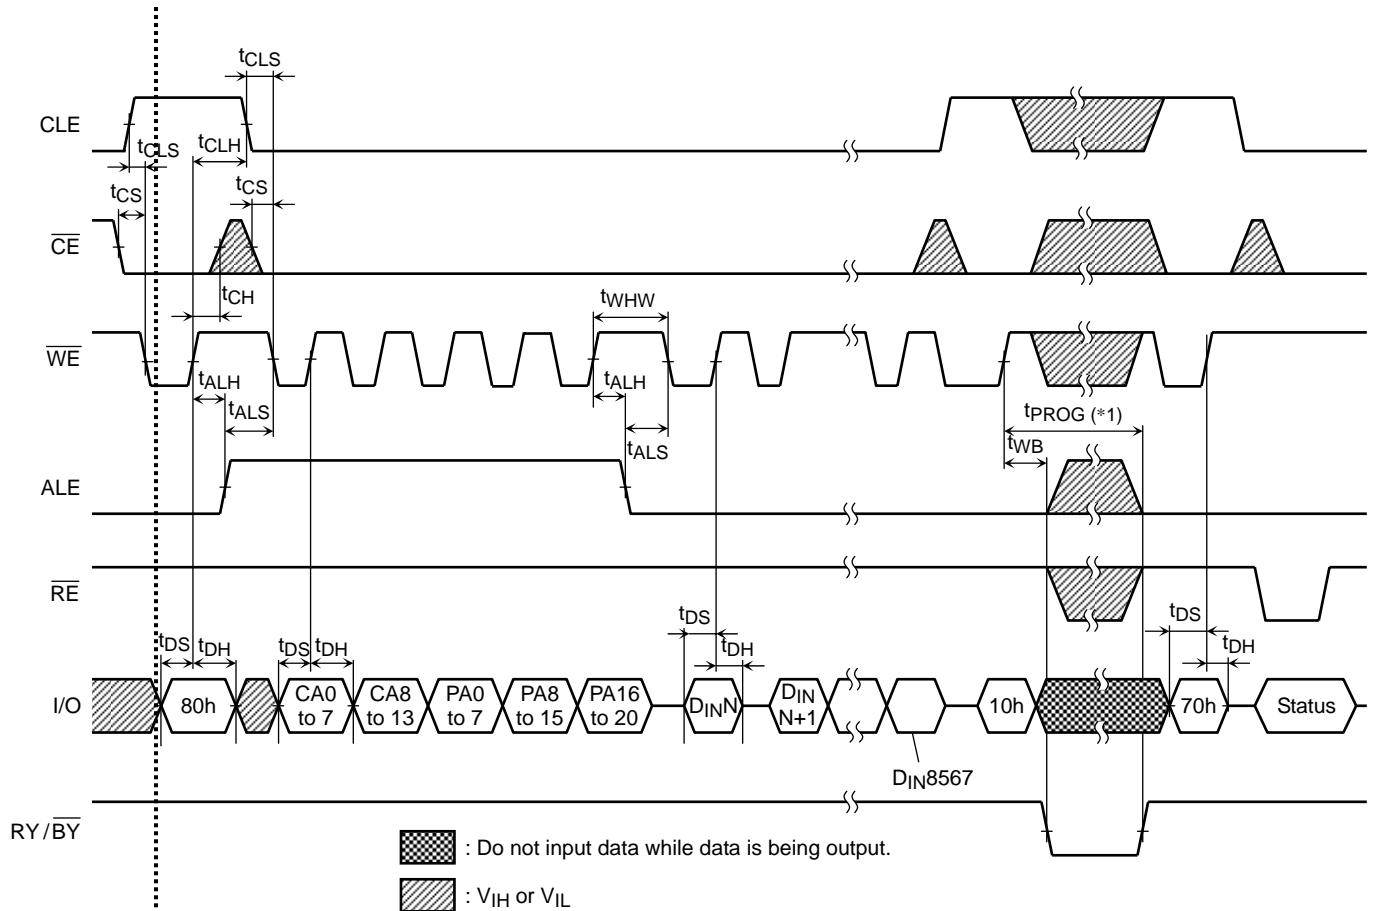 tCLS
CLE
tCLS
tCLH
tCS
tCS
CE
tCH
tWHW
WE
tALH
tALS
tALH
tALS
tPROG (*1)
tWB
ALE
RE
tDS
tDH
tDS
tDH
tDS
tDH
tDS
tDH
I/O
80h
CA0
to 7
CA8
to 13
PA0
to 7
PA8
to 15
PA16
to 20
DINN
DIN
N+1
10h
70h
Status
DIN8567
RY/BY
: Do not input data while data is being output.
: VIH or VIL